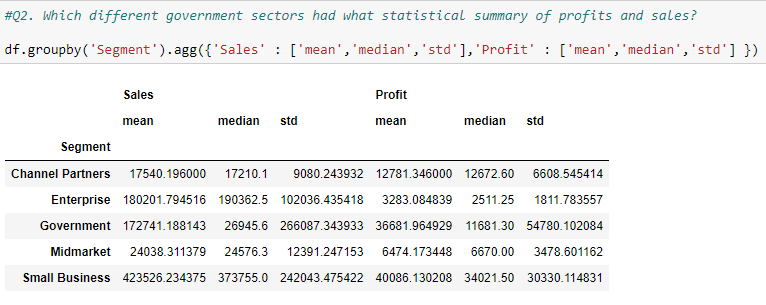 #Q2. Which different government sectors had what statistical summary of profits and sales?
df.groupby('Segment').agg({'Sales' : ['mean','median','std'],'Profit' : ['mean','median','std'] })
Sales Profit
mean median std mean median std
Segment
Channel Partners 17540.196000 17210.1 9080.243932 12781.346000 12672.60 6608.545414
Enterprise 180201.794516 190362.5 102036.435418 3283.084839 2511.25 1811.783557
Government 172741.188143 26945.6 266087.343933 36681.964929 11681.30 54780.102084
Midmarket 24038.311379 24576.3 12391.247153 6474.173448 6670.00 3478.601162
Small Business 423526.234375 373755.0 242043.475422 40086.130208 34021.50 30330.114831